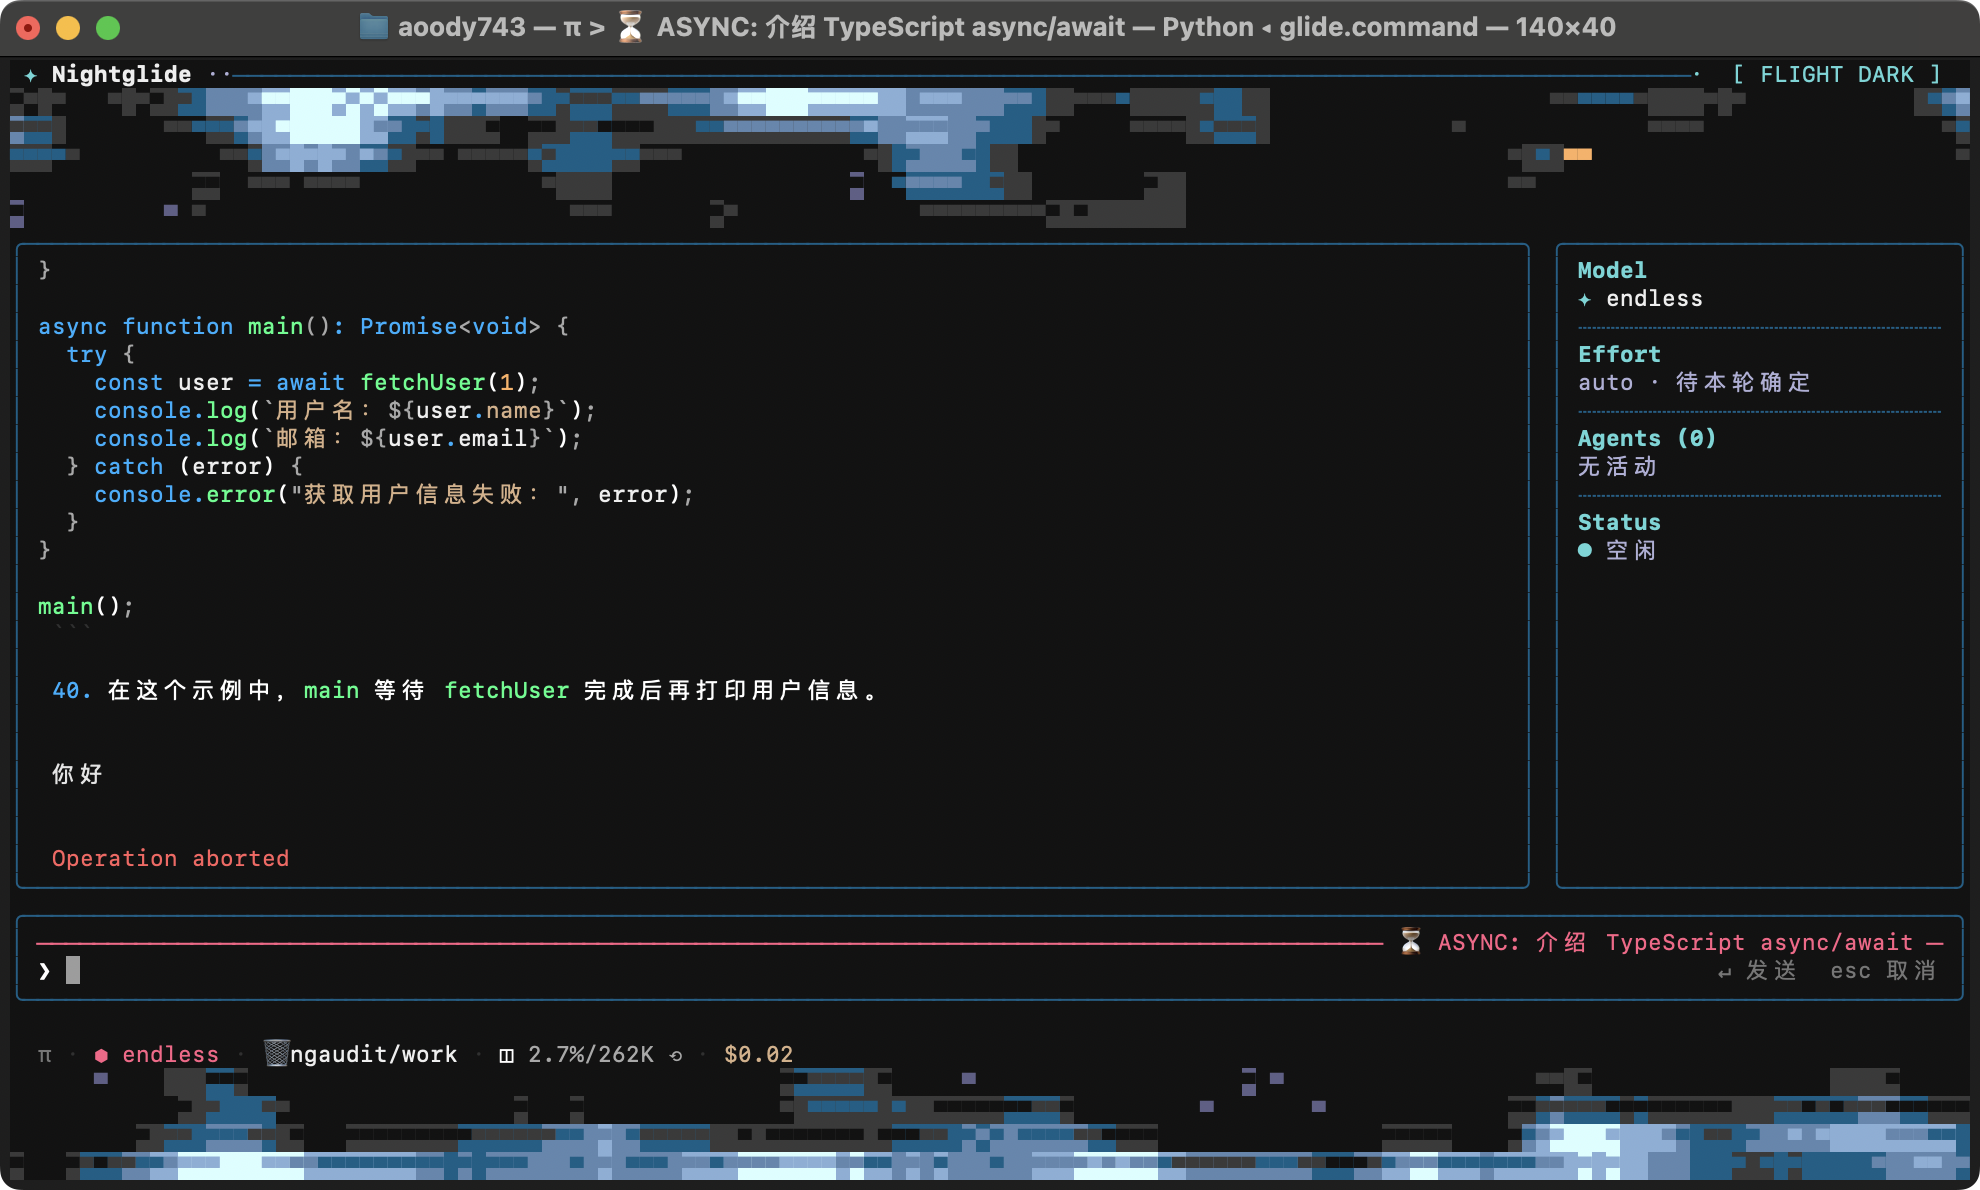 aoody743 — π > ⏳ ASYNC: 介绍 TypeScript async/await — Python ◂ glide.command — 140×40
✦ Nightglide ·· · [ FLIGHT DARK ]
}
async function main(): Promise<void> {
try {
const user = await fetchUser(1);
console.log(`用户名：${user.name}`);
console.log(`邮箱：${user.email}`);
} catch (error) {
console.error("获取用户信息失败：", error);
}
}
main();
```
40. 在这个示例中，main 等待 fetchUser 完成后再打印用户信息。
你好
Operation aborted
Model
✦ endless
Effort
auto · 待本轮确定
Agents (0)
无活动
Status
● 空闲
⏳ ASYNC: 介绍 TypeScript async/await —
❯
↵ 发送 esc 取消
π · ⬢ endless · 🗑ngaudit/work · ◫ 2.7%/262K ⟲ · $0.02